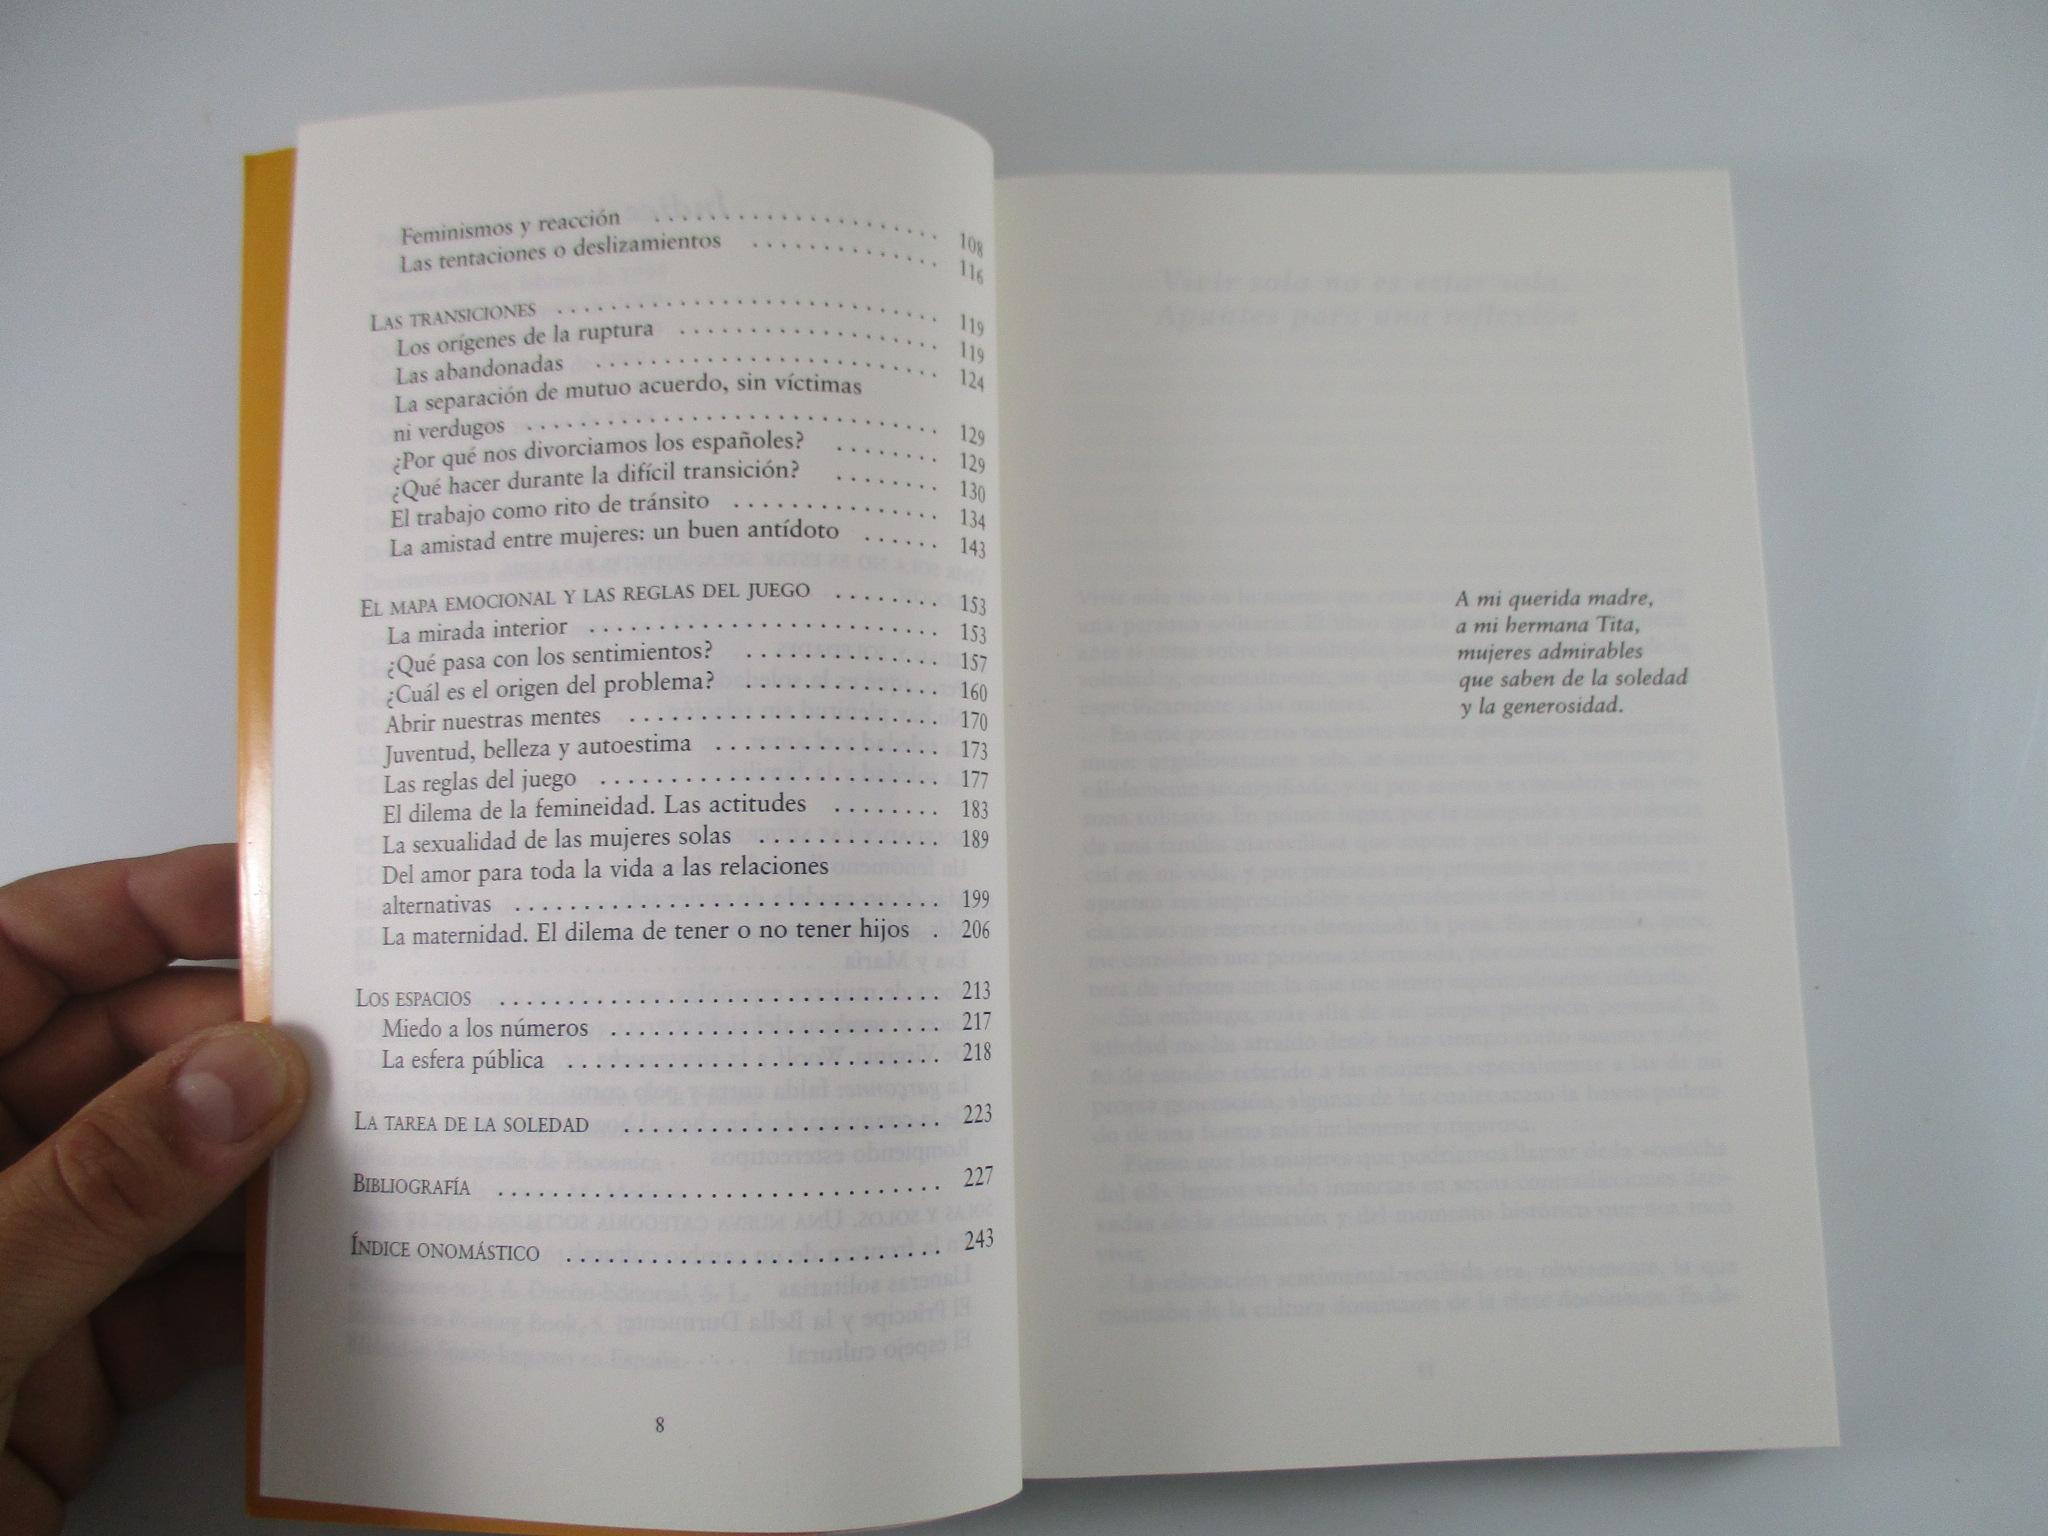 Feminismos y reacción . . . . . . . . . . . . . . . . . . . . . 108
Las tentaciones o deslizamientos . . . . . . . . . . . . . . 116
LAS TRANSICIONES . . . . . . . . . . . . . . . . . . . . . . . . . . . . 119
Los orígenes de la ruptura . . . . . . . . . . . . . . . . . . . 119
Las abandonadas . . . . . . . . . . . . . . . . . . . . . . . . . 124
La separación de mutuo acuerdo, sin víctimas
ni verdugos . . . . . . . . . . . . . . . . . . . . . . . . . . . . . . 129
¿Por qué nos divorciamos los españoles? . . . . . . . . 129
¿Qué hacer durante la difícil transición? . . . . . . . . 130
El trabajo como rito de tránsito . . . . . . . . . . . . . . . 134
La amistad entre mujeres: un buen antídoto . . . . . . 143
EL MAPA EMOCIONAL Y LAS REGLAS DEL JUEGO . . . . . . . . 153
La mirada interior . . . . . . . . . . . . . . . . . . . . . . . . . 153
¿Qué pasa con los sentimientos? . . . . . . . . . . . . . . 157
¿Cuál es el origen del problema? . . . . . . . . . . . . . . 160
Abrir nuestras mentes . . . . . . . . . . . . . . . . . . . . . . 170
Juventud, belleza y autoestima . . . . . . . . . . . . . . . . 173
Las reglas del juego . . . . . . . . . . . . . . . . . . . . . . . . 177
El dilema de la femineidad. Las actitudes . . . . . . . . 183
La sexualidad de las mujeres solas . . . . . . . . . . . . . 189
Del amor para toda la vida a las relaciones
alternativas . . . . . . . . . . . . . . . . . . . . . . . . . . . . . . 199
La maternidad. El dilema de tener o no tener hijos . 206
LOS ESPACIOS . . . . . . . . . . . . . . . . . . . . . . . . . . . . . . . 213
Miedo a los números . . . . . . . . . . . . . . . . . . . . . . . 217
La esfera pública . . . . . . . . . . . . . . . . . . . . . . . . . . 218
LA TAREA DE LA SOLEDAD . . . . . . . . . . . . . . . . . . . . . . . 223
BIBLIOGRAFÍA . . . . . . . . . . . . . . . . . . . . . . . . . . . . . . . 227
ÍNDICE ONOMÁSTICO . . . . . . . . . . . . . . . . . . . . . . . . . . . 243
8
A mi querida madre,
a mi hermana Tita,
mujeres admirables
que saben de la soledad
y la generosidad.